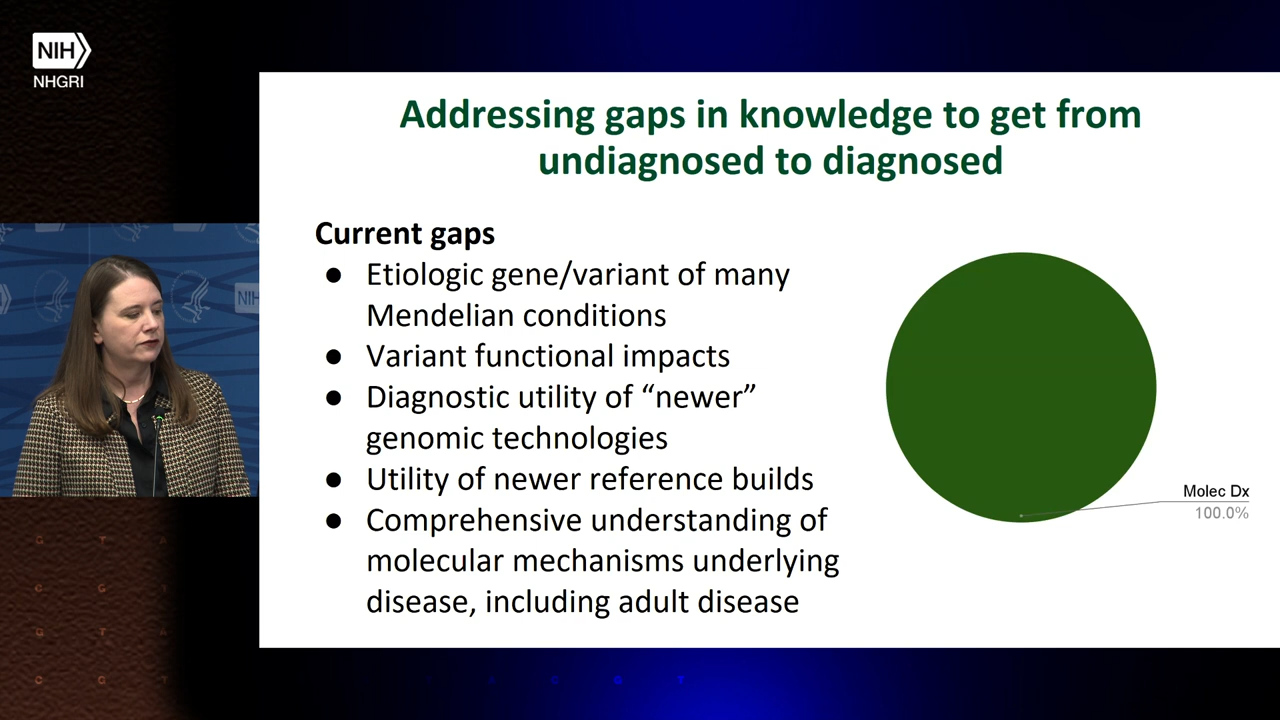 NIH
NHGRI
Addressing gaps in knowledge to get from
undiagnosed to diagnosed
Current gaps
● Etiologic gene/variant of many
Mendelian conditions
● Variant functional impacts
● Diagnostic utility of “newer”
genomic technologies
● Utility of newer reference builds
● Comprehensive understanding of
molecular mechanisms underlying
disease, including adult disease
Molec Dx
100.0%
NIH
G T A
C G T
G T A
C G T C G T